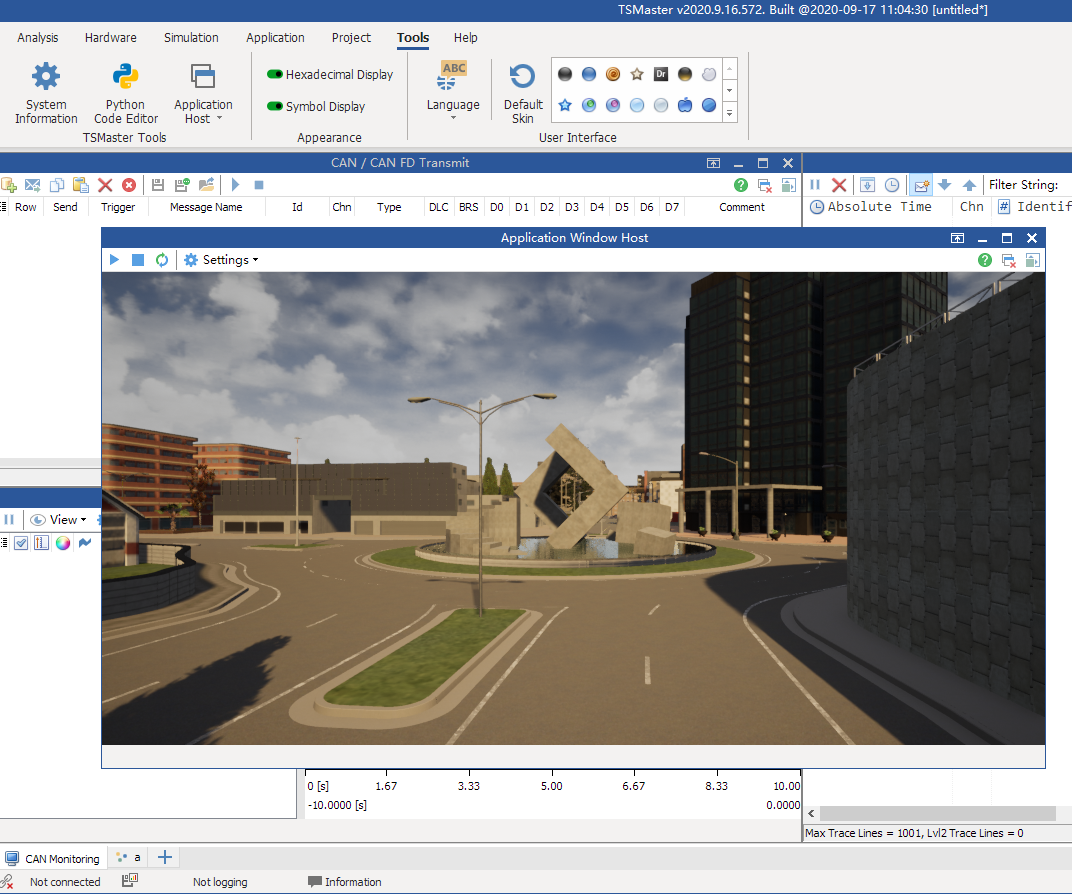 TSMaster v2020.9.16.572. Built @2020-09-17 11:04:30 [untitled*]
Analysis Hardware Simulation Application Project Tools Help
System Information
Python Code Editor
Application Host
TSMaster Tools
Hexadecimal Display
Symbol Display
Appearance
ABC
Language
Default Skin
Dr
User Interface
CAN / CAN FD Transmit
Filter String:
Row Send Trigger Message Name Id Chn Type DLC BRS D0 D1 D2 D3 D4 D5 D6 D7 Comment
Absolute Time Chn # Identif
Application Window Host
Settings
View
0 [s] 1.67 3.33 5.00 6.67 8.33 10.00
-10.0000 [s] 0.0000
Max Trace Lines = 1001, Lvl2 Trace Lines = 0
CAN Monitoring a
Not connected Not logging Information